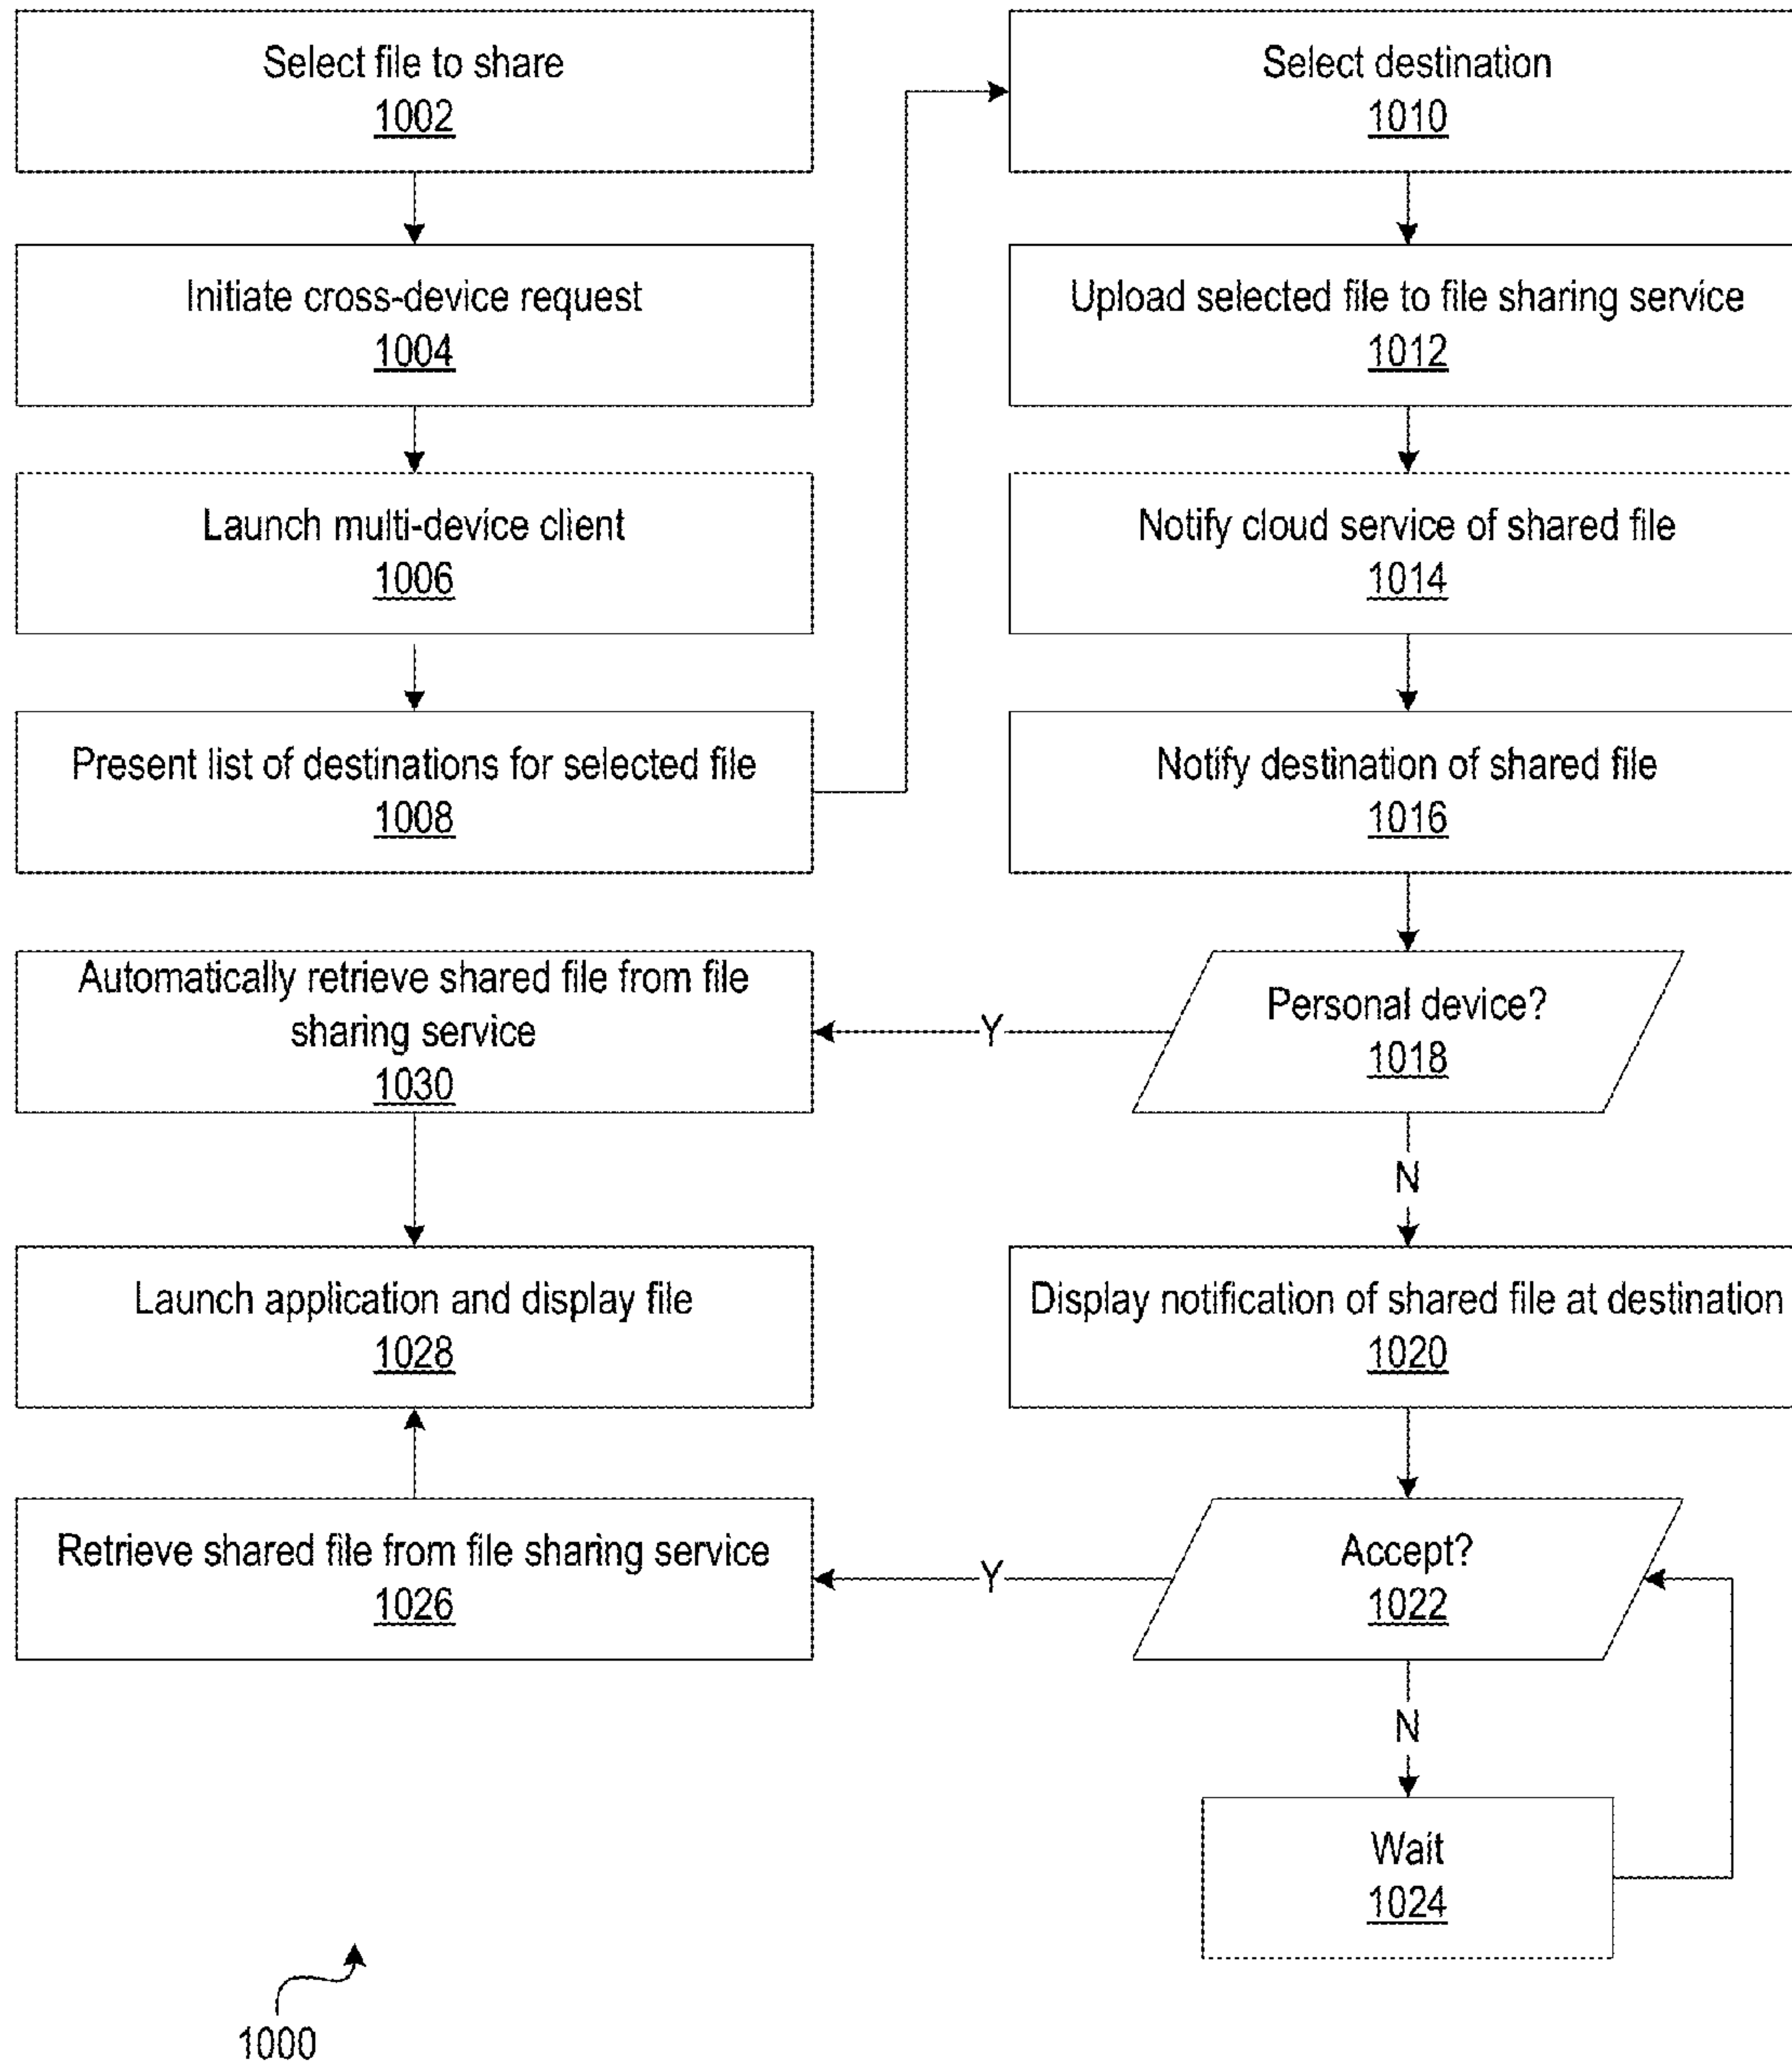 Select file to share
1002
Initiate cross-device request
1004
Launch multi-device client
1006
Present list of destinations for selected file
1008
Select destination
1010
Upload selected file to file sharing service
1012
Notify cloud service of shared file
1014
Notify destination of shared file
1016
Personal device?
1018
Y
N
Automatically retrieve shared file from file
sharing service
1030
Display notification of shared file at destination
1020
Launch application and display file
1028
Accept?
1022
Y
N
Retrieve shared file from file sharing service
1026
Wait
1024
1000